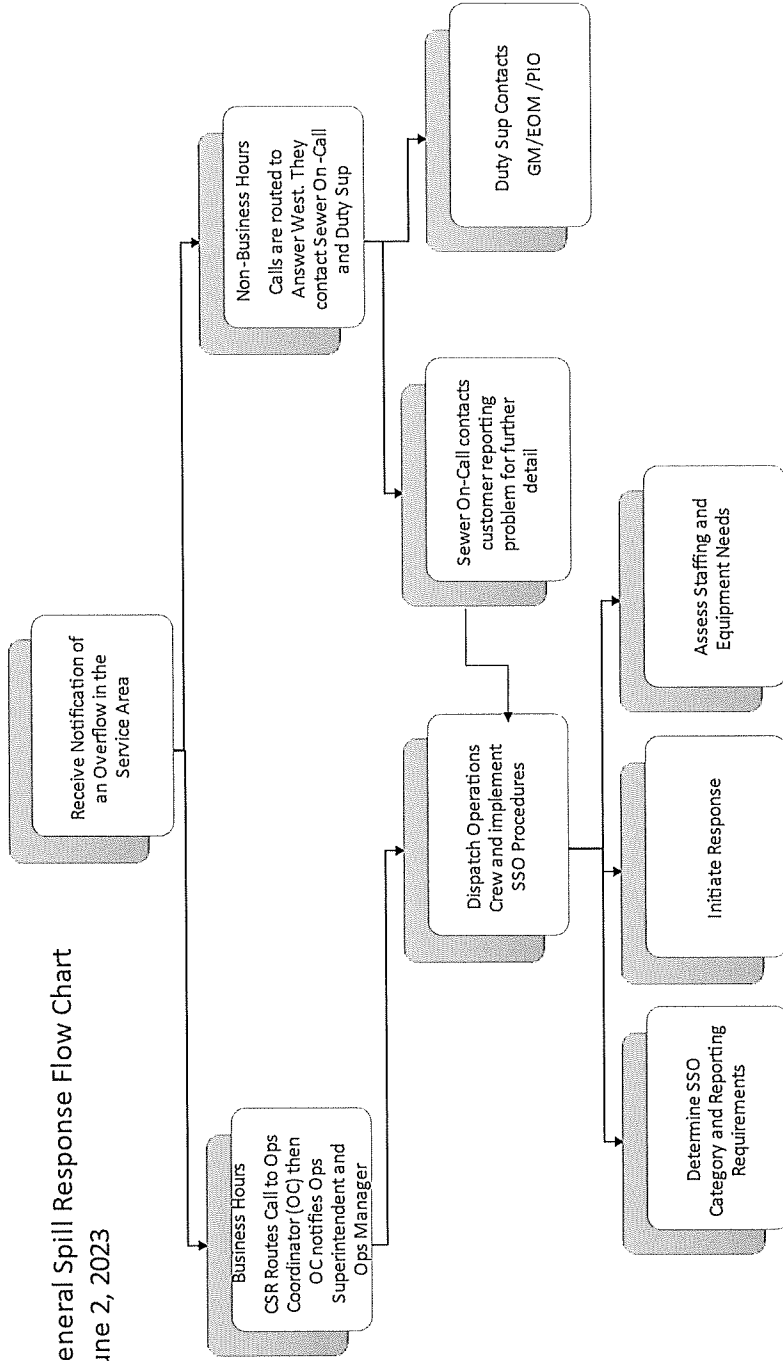 eneral Spill Response Flow Chart
une 2, 2023
Receive Notification of
an Overflow in the
Service Area
Business Hours
CSR Routes Call to Ops
Coordinator (OC) then
OC notifies Ops
Superintendent and
Ops Manager
Non-Business Hours
Calls are routed to
Answer West. They
contact Sewer On-Call
and Duty Sup
Dispatch Operations
Crew and implement
SSO Procedures
Sewer On-Call contacts
customer reporting
problem for further
detail
Duty Sup Contacts
GM/EOM /PIO
Determine SSO
Category and Reporting
Requirements
Initiate Response
Assess Staffing and
Equipment Needs